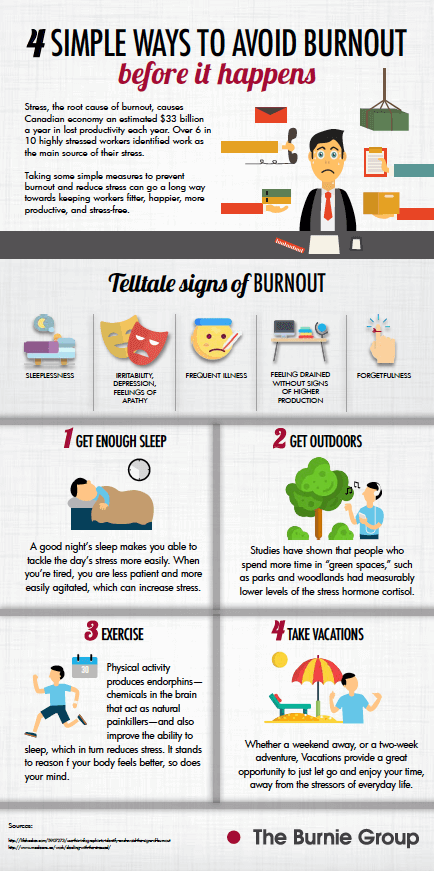 4 SIMPLE WAYS TO AVOID BURNOUT
before it happens
Stress, the root cause of burnout, causes
Canadian economy an estimated $33 billion
a year in lost productivity each year. Over 6 in
10 highly stressed workers identified work as
the main source of their stress.
Taking some simple measures to prevent
burnout and reduce stress can go a long way
towards keeping workers fitter, happier, more
productive, and stress-free.
Telltale signs of BURNOUT
SLEEPLESSNESS
IRRITABILITY,
DEPRESSION,
FEELINGS OF
APATHY
FREQUENT ILLNESS
FEELING DRAINED
WITHOUT SIGNS
OF HIGHER
PRODUCTION
FORGETFULNESS
1 GET ENOUGH SLEEP
A good night's sleep makes you able to
tackle the day's stress more easily. When
you're tired, you are less patient and more
easily agitated, which can increase stress.
2 GET OUTDOORS
Studies have shown that people who
spend more time in "green spaces," such
as parks and woodlands had measurably
lower levels of the stress hormone cortisol.
3 EXERCISE
30
Physical activity
produces endorphins—
chemicals in the brain
that act as natural
painkillers—and also
improve the ability to
sleep, which in turn reduces stress. It stands
to reason f your body feels better, so does
your mind.
4 TAKE VACATIONS
Whether a weekend away, or a two-week
adventure, Vacations provide a great
opportunity to just let go and enjoy your time,
away from the stressors of everyday life.
Sources:
The Burnie Group